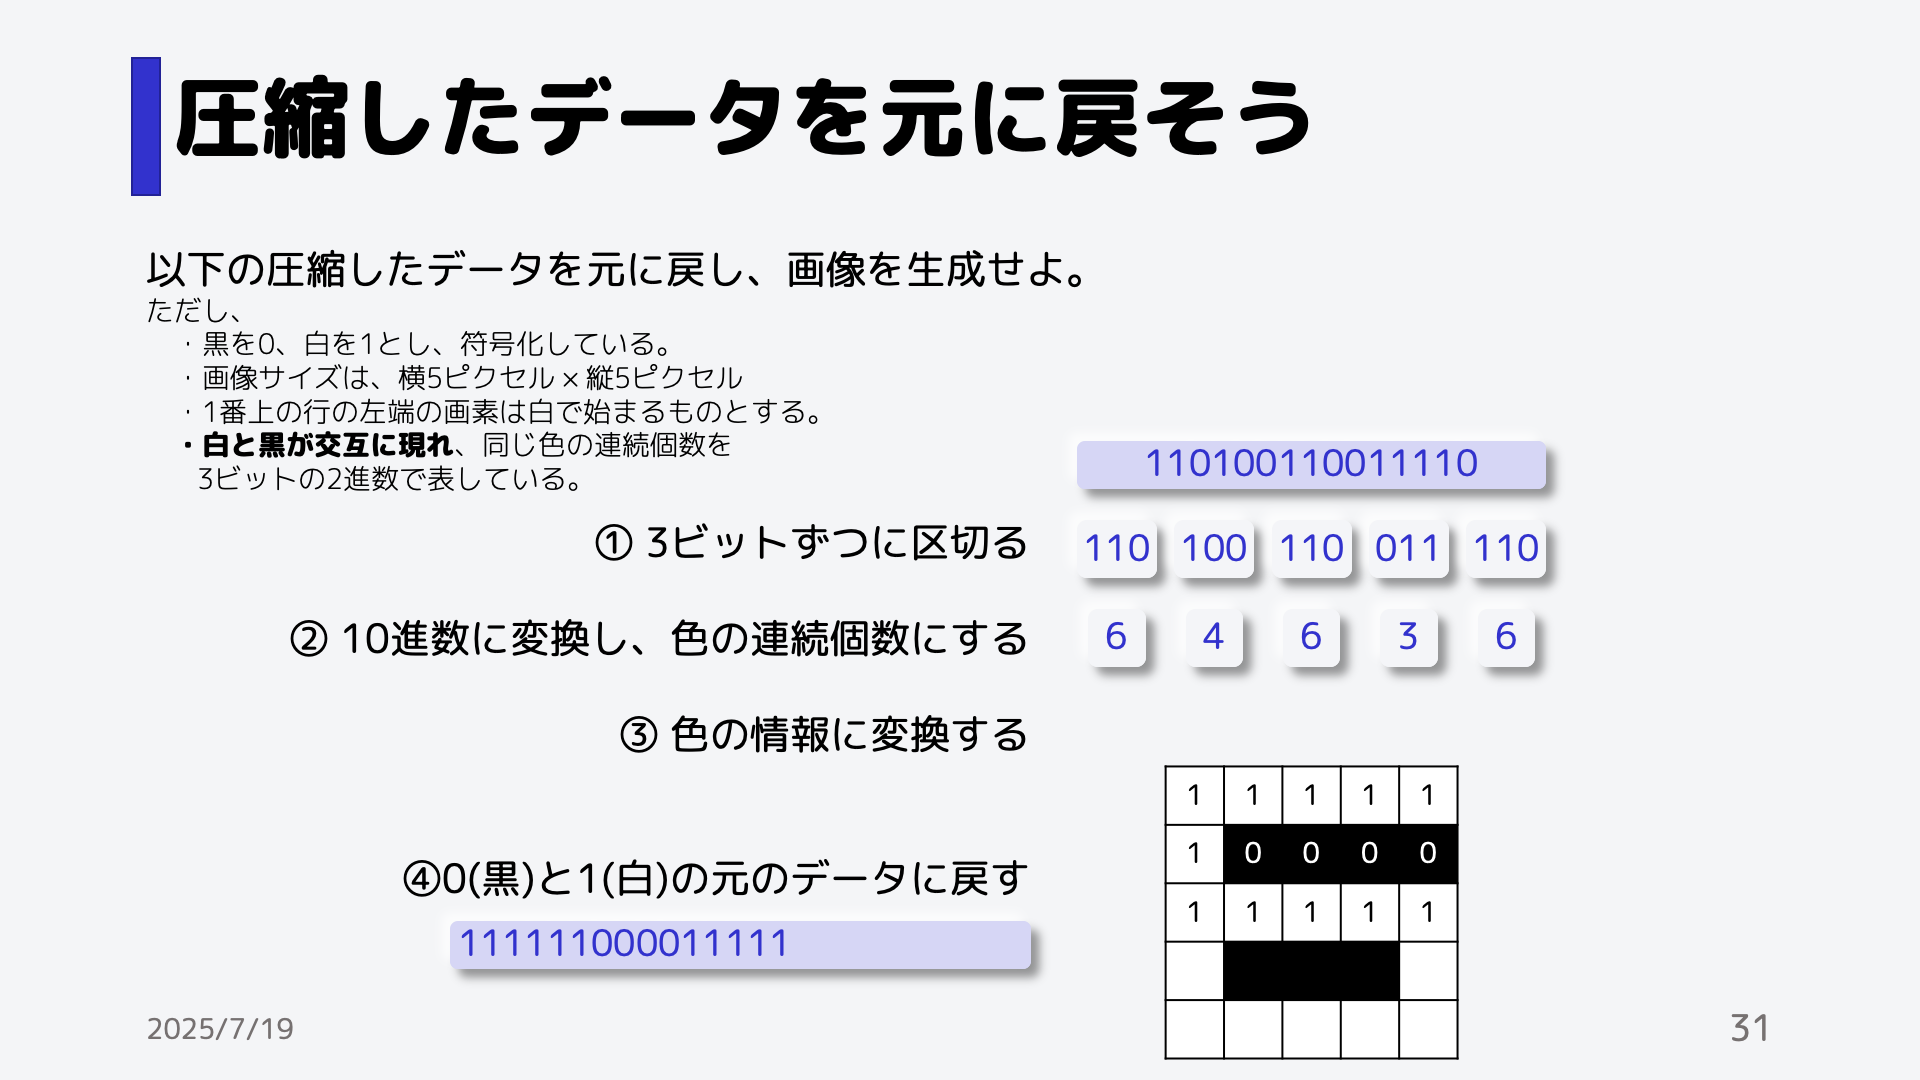 圧縮したデータを元に戻そう
以下の圧縮したデータを元に戻し、画像を生成せよ。
ただし、
・黒を0、白を1とし、符号化している。
・画像サイズは、横5ピクセル×縦5ピクセル
・1番上の行の左端の画素は白で始まるものとする。
・白と黒が交互に現れ、同じ色の連続個数を
3ビットの2進数で表している。
110100110011110
① 3ビットずつに区切る
110 100 110 011 110
② 10進数に変換し、色の連続個数にする
6 4 6 3 6
③ 色の情報に変換する
1 1 1 1 1
1 0 0 0 0
1 1 1 1 1
④0(黒)と1(白)の元のデータに戻す
111111000011111
2025/7/19
31